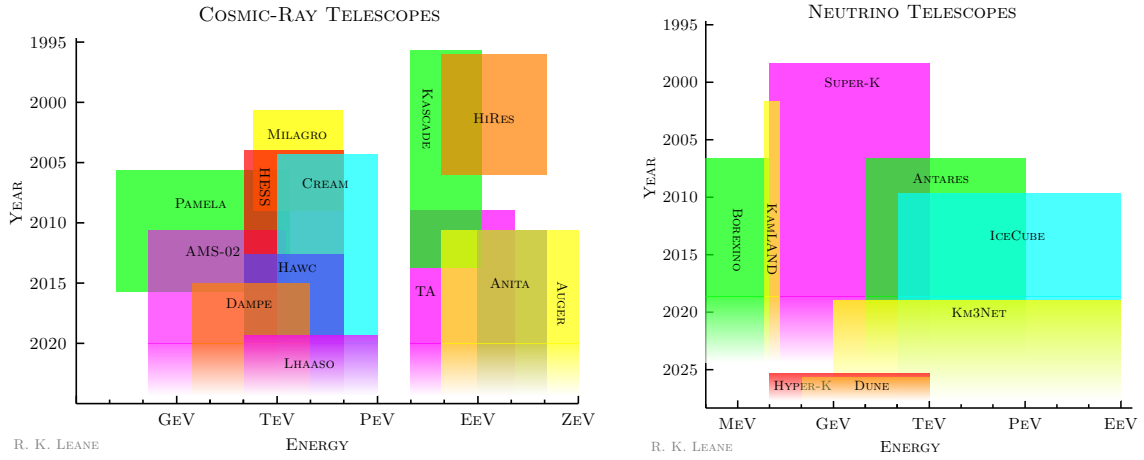 Cosmic-Ray Telescopes
1995
2000
2005
2010
2015
2020
Year
Kascade
HiRes
Milagro
HESS
Cream
Pamela
AMS-02
Hawc
TA
Anita
Auger
Dampe
Lhaaso
GeV
TeV
PeV
EeV
ZeV
Energy
R. K. Leane
Neutrino Telescopes
1995
2000
2005
2010
2015
2020
2025
Year
Super-K
Antares
Borexino
KamLAND
IceCube
Km3Net
Hyper-K
Dune
MeV
GeV
TeV
PeV
EeV
Energy
R. K. Leane